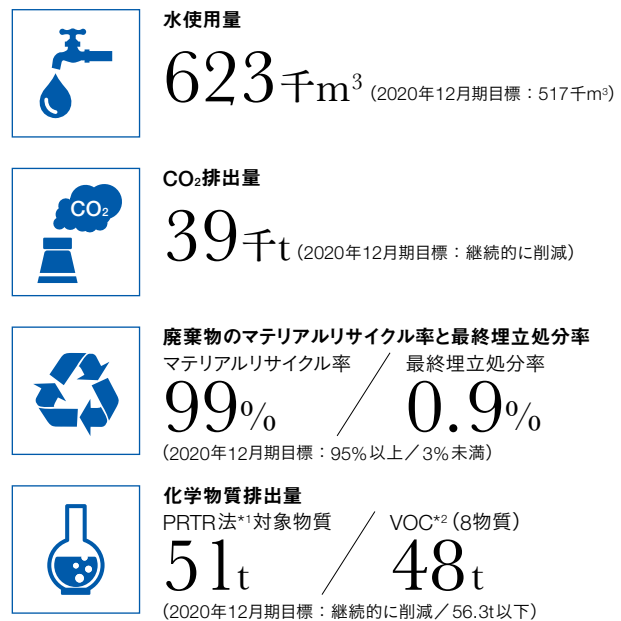 水使用量
623千m³（2020年12月期目標：517千m³）
CO₂排出量
CO₂
39千t（2020年12月期目標：継続的に削減）
廃棄物のマテリアルリサイクル率と最終埋立処分率
マテリアルリサイクル率／最終埋立処分率
99%／0.9%
（2020年12月期目標：95%以上／3%未満）
化学物質排出量
PRTR法*¹対象物質／VOC*²（8物質）
51t／48t
（2020年12月期目標：継続的に削減／56.3t以下）